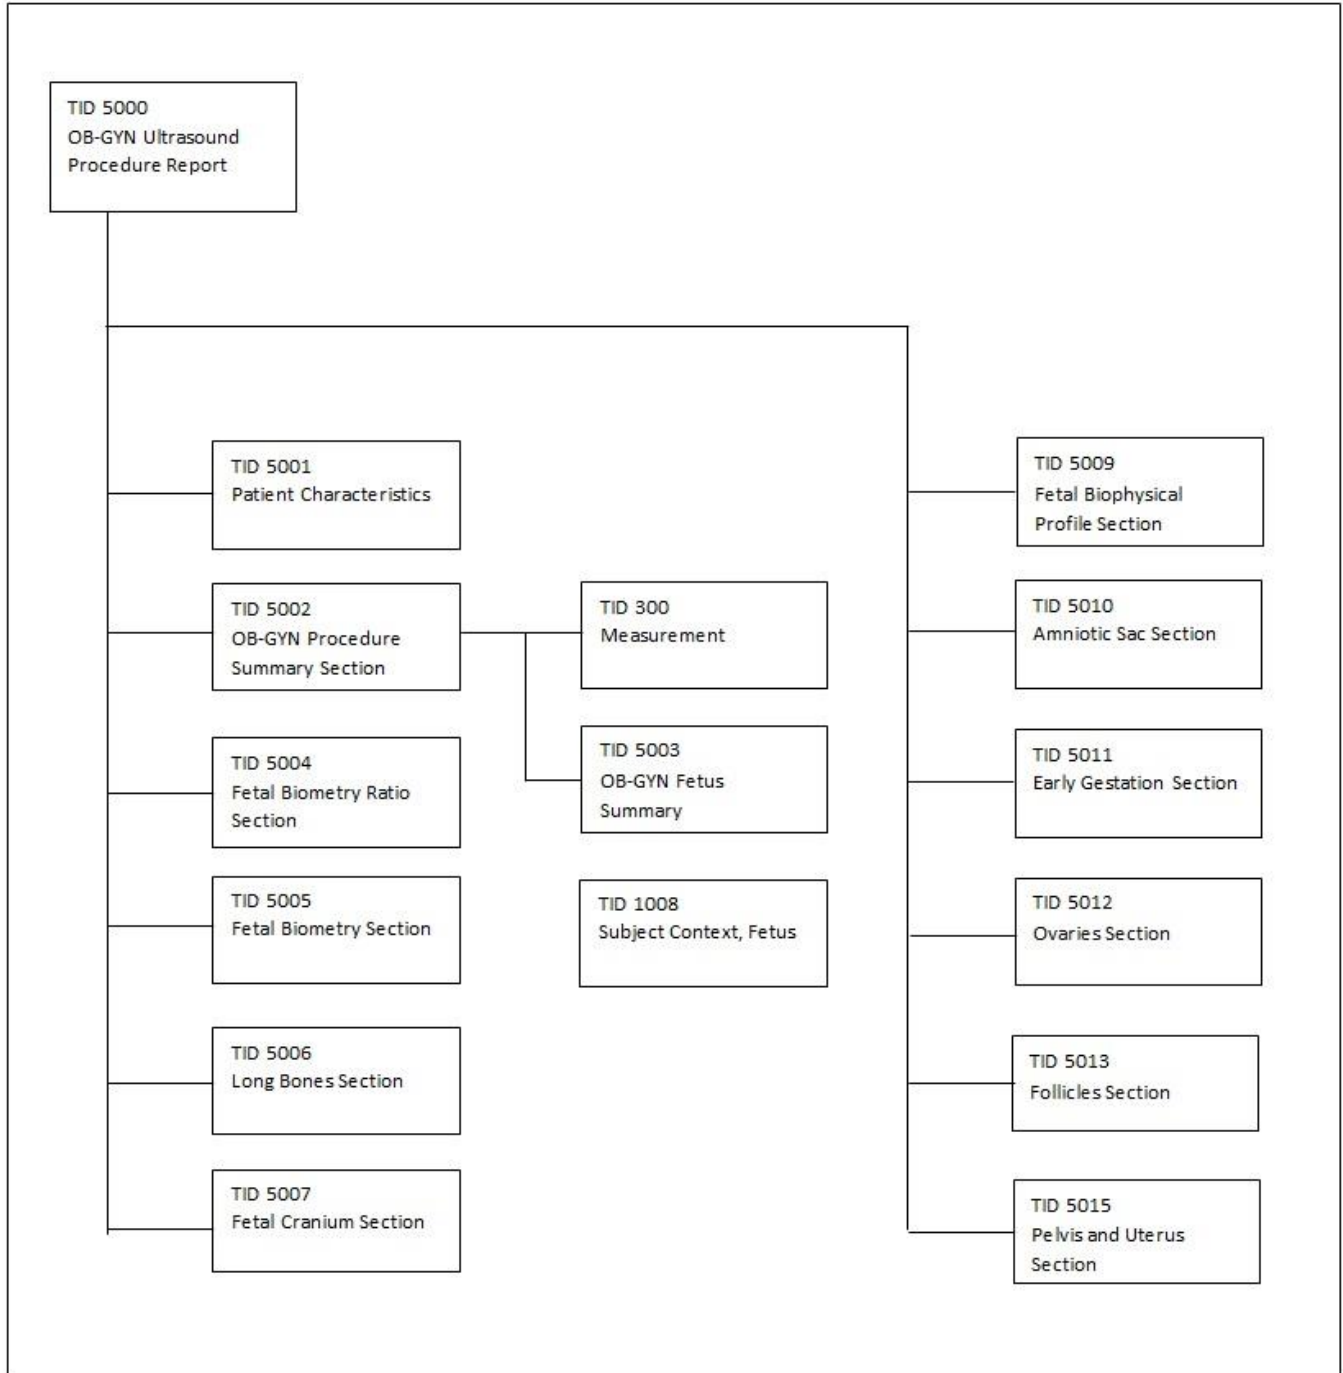 TID 5000
OB-GYN Ultrasound
Procedure Report
TID 5001
Patient Characteristics
TID 5002
OB-GYN Procedure
Summary Section
TID 300
Measurement
TID 5003
OB-GYN Fetus
Summary
TID 5004
Fetal Biometry Ratio
Section
TID 5005
Fetal Biometry Section
TID 1008
Subject Context, Fetus
TID 5006
Long Bones Section
TID 5007
Fetal Cranium Section
TID 5009
Fetal Biophysical
Profile Section
TID 5010
Amniotic Sac Section
TID 5011
Early Gestation Section
TID 5012
Ovaries Section
TID 5013
Follicles Section
TID 5015
Pelvis and Uterus
Section